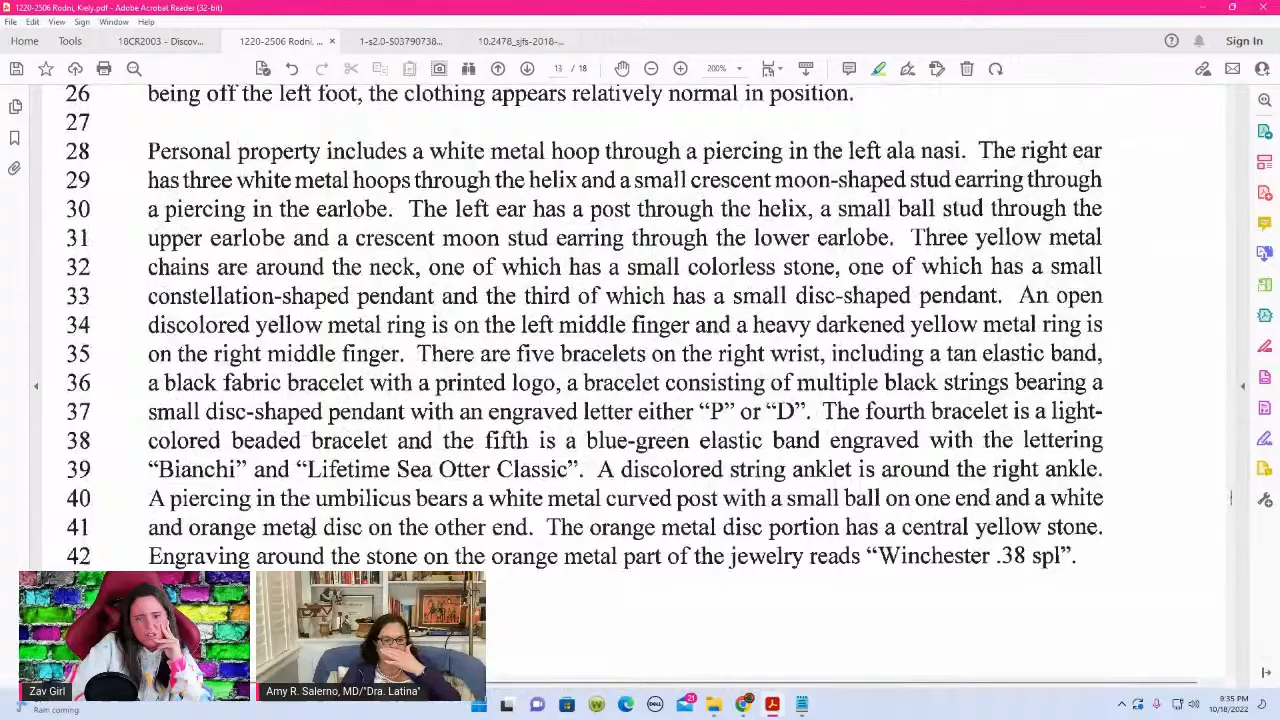 1220-2506 Rodni, Kiely.pdf - Adobe Acrobat Reader (32-bit)
File Edit View Sign Window Help
Home Tools 18CR2003 - Discov... 1220-2506 Rodni, ... × 1-s2.0-S03790738... 10.2478_sjfs-2018-... Sign In
13 / 18 200%
26 being off the left foot, the clothing appears relatively normal in position.
27
28 Personal property includes a white metal hoop through a piercing in the left ala nasi. The right ear
29 has three white metal hoops through the helix and a small crescent moon-shaped stud earring through
30 a piercing in the earlobe. The left ear has a post through the helix, a small ball stud through the
31 upper earlobe and a crescent moon stud earring through the lower earlobe. Three yellow metal
32 chains are around the neck, one of which has a small colorless stone, one of which has a small
33 constellation-shaped pendant and the third of which has a small disc-shaped pendant. An open
34 discolored yellow metal ring is on the left middle finger and a heavy darkened yellow metal ring is
35 on the right middle finger. There are five bracelets on the right wrist, including a tan elastic band,
36 a black fabric bracelet with a printed logo, a bracelet consisting of multiple black strings bearing a
37 small disc-shaped pendant with an engraved letter either “P” or “D”. The fourth bracelet is a light-
38 colored beaded bracelet and the fifth is a blue-green elastic band engraved with the lettering
39 “Bianchi” and “Lifetime Sea Otter Classic”. A discolored string anklet is around the right ankle.
40 A piercing in the umbilicus bears a white metal curved post with a small ball on one end and a white
41 and orange metal disc on the other end. The orange metal disc portion has a central yellow stone.
42 Engraving around the stone on the orange metal part of the jewelry reads “Winchester .38 spl”.
Zav Girl
Amy R. Salerno, MD/"Dra. Latina"
Rain coming
21
9:35 PM
10/18/2022